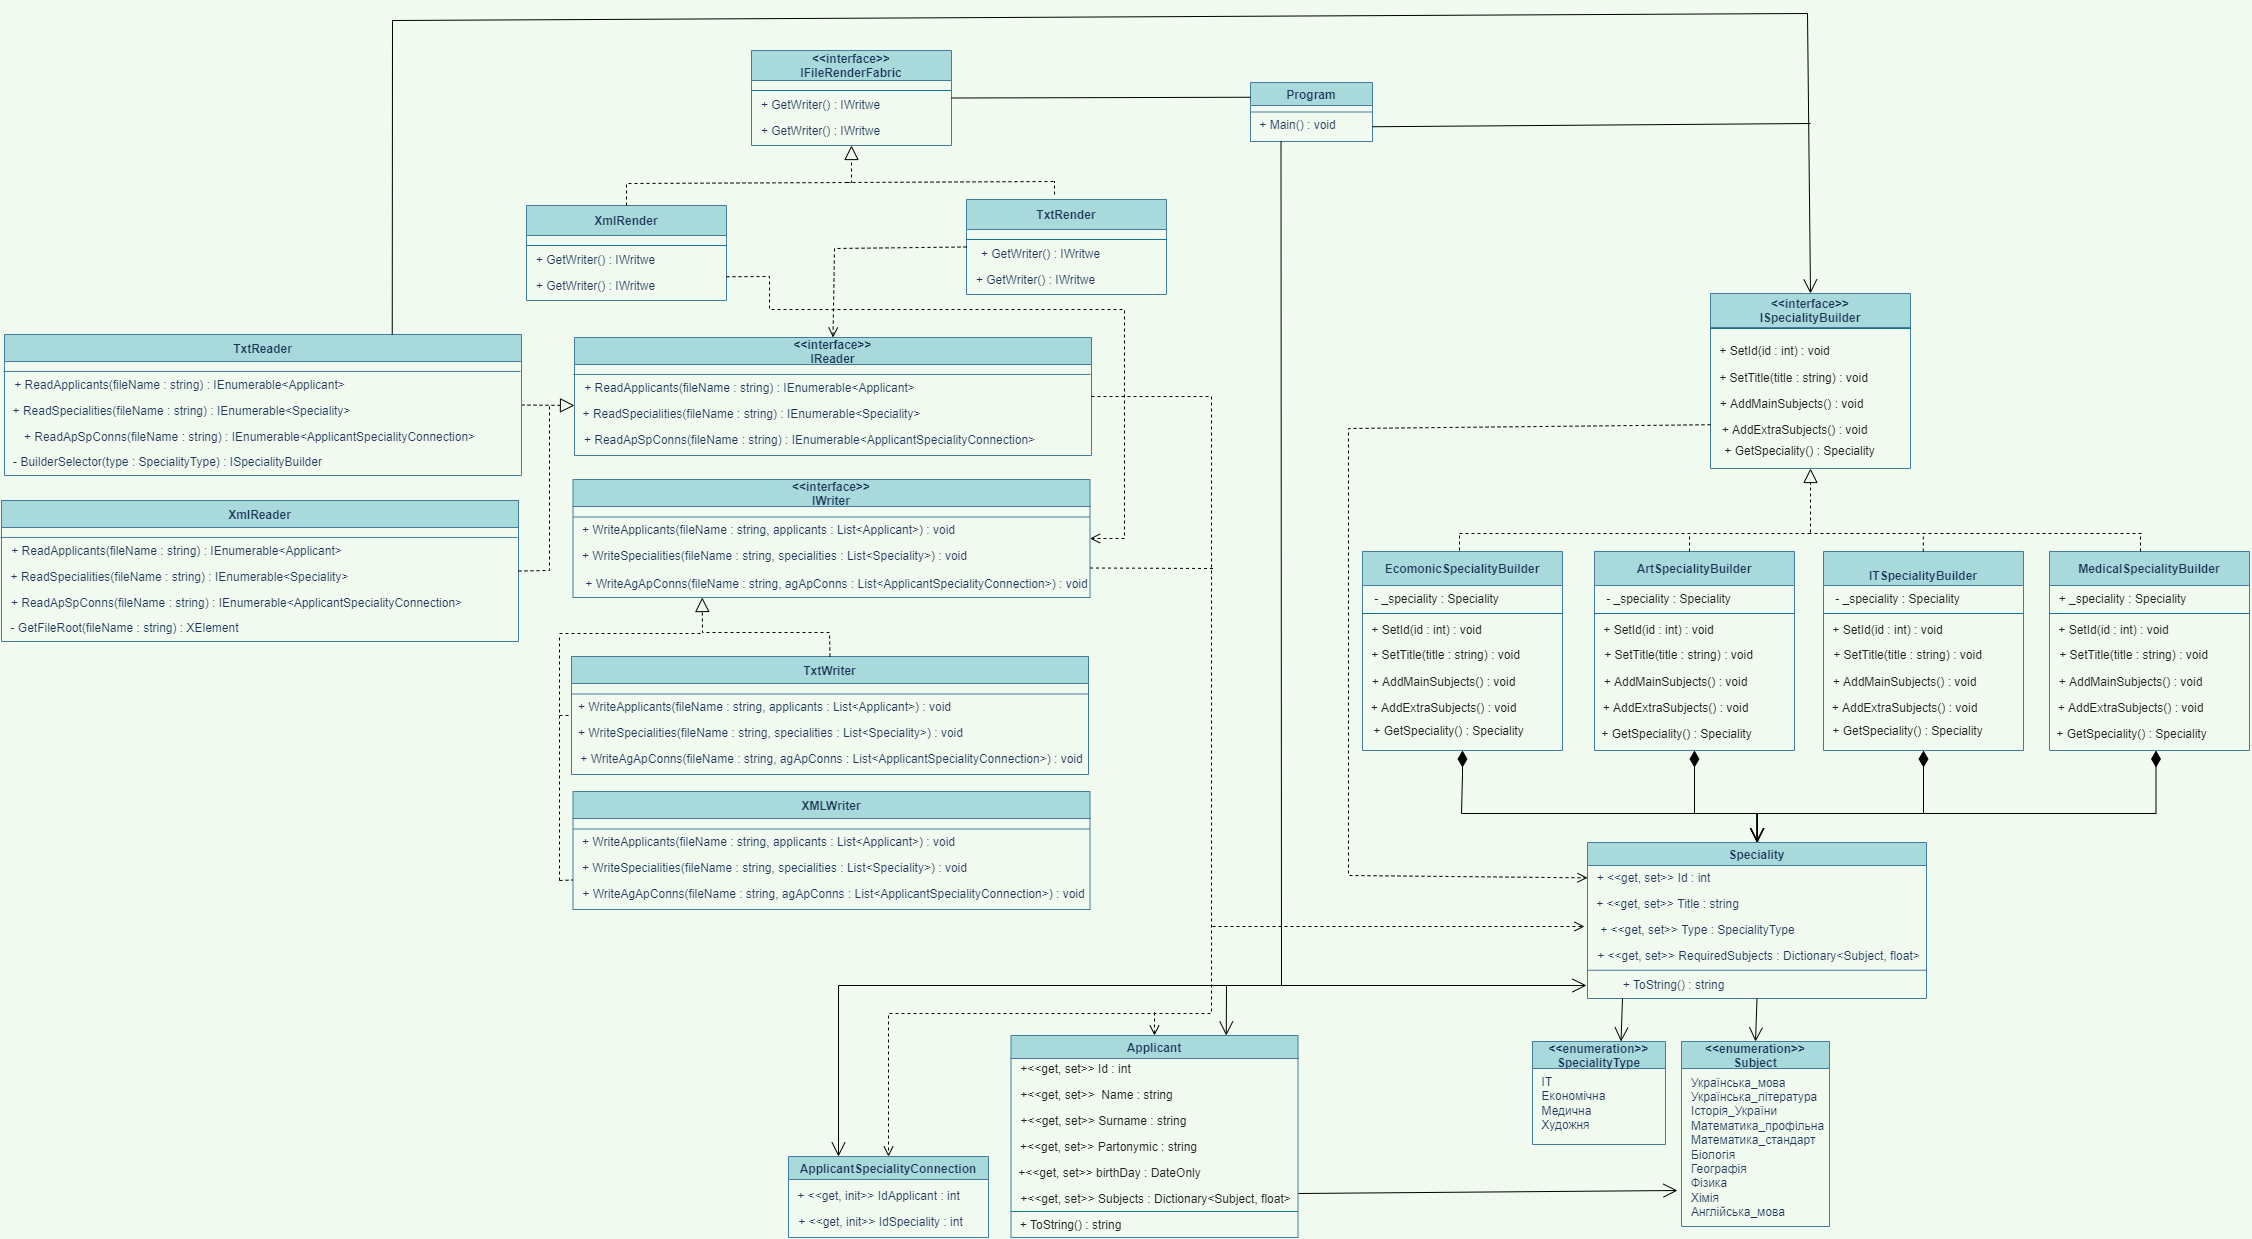 <<interface>>
IFileRenderFabric
+ GetWriter() : IWritwe
+ GetWriter() : IWritwe
Program
+ Main() : void
XmlRender
+ GetWriter() : IWritwe
+ GetWriter() : IWritwe
TxtRender
+ GetWriter() : IWritwe
+ GetWriter() : IWritwe
TxtReader
+ ReadApplicants(fileName : string) : IEnumerable<Applicant>
+ ReadSpecialities(fileName : string) : IEnumerable<Speciality>
+ ReadApSpConns(fileName : string) : IEnumerable<ApplicantSpecialityConnection>
- BuilderSelector(type : SpecialityType) : ISpecialityBuilder
<<interface>>
IReader
+ ReadApplicants(fileName : string) : IEnumerable<Applicant>
+ ReadSpecialities(fileName : string) : IEnumerable<Speciality>
+ ReadApSpConns(fileName : string) : IEnumerable<ApplicantSpecialityConnection>
<<interface>>
ISpecialityBuilder
+ SetId(id : int) : void
+ SetTitle(title : string) : void
+ AddMainSubjects() : void
+ AddExtraSubjects() : void
+ GetSpeciality() : Speciality
XmlReader
+ ReadApplicants(fileName : string) : IEnumerable<Applicant>
+ ReadSpecialities(fileName : string) : IEnumerable<Speciality>
+ ReadApSpConns(fileName : string) : IEnumerable<ApplicantSpecialityConnection>
- GetFileRoot(fileName : string) : XElement
<<interface>>
IWriter
+ WriteApplicants(fileName : string, applicants : List<Applicant>) : void
+ WriteSpecialities(fileName : string, specialities : List<Speciality>) : void
+ WriteAgApConns(fileName : string, agApConns : List<ApplicantSpecialityConnection>) : void
TxtWriter
+ WriteApplicants(fileName : string, applicants : List<Applicant>) : void
+ WriteSpecialities(fileName : string, specialities : List<Speciality>) : void
+ WriteAgApConns(fileName : string, agApConns : List<ApplicantSpecialityConnection>) : void
XMLWriter
+ WriteApplicants(fileName : string, applicants : List<Applicant>) : void
+ WriteSpecialities(fileName : string, specialities : List<Speciality>) : void
+ WriteAgApConns(fileName : string, agApConns : List<ApplicantSpecialityConnection>) : void
EcomonicSpecialityBuilder
- _speciality : Speciality
+ SetId(id : int) : void
+ SetTitle(title : string) : void
+ AddMainSubjects() : void
+ AddExtraSubjects() : void
+ GetSpeciality() : Speciality
ArtSpecialityBuilder
- _speciality : Speciality
+ SetId(id : int) : void
+ SetTitle(title : string) : void
+ AddMainSubjects() : void
+ AddExtraSubjects() : void
+ GetSpeciality() : Speciality
ITSpecialityBuilder
- _speciality : Speciality
+ SetId(id : int) : void
+ SetTitle(title : string) : void
+ AddMainSubjects() : void
+ AddExtraSubjects() : void
+ GetSpeciality() : Speciality
MedicalSpecialityBuilder
+ _speciality : Speciality
+ SetId(id : int) : void
+ SetTitle(title : string) : void
+ AddMainSubjects() : void
+ AddExtraSubjects() : void
+ GetSpeciality() : Speciality
Speciality
+ <<get, set>> Id : int
+ <<get, set>> Title : string
+ <<get, set>> Type : SpecialityType
+ <<get, set>> RequiredSubjects : Dictionary<Subject, float>
+ ToString() : string
ApplicantSpecialityConnection
+ <<get, init>> IdApplicant : int
+ <<get, init>> IdSpeciality : int
Applicant
+<<get, set>> Id : int
+<<get, set>> Name : string
+<<get, set>> Surname : string
+<<get, set>> Partonymic : string
+<<get, set>> birthDay : DateOnly
+<<get, set>> Subjects : Dictionary<Subject, float>
+ ToString() : string
<<enumeration>>
SpecialityType
IT
Економічна
Медична
Художня
<<enumeration>>
Subject
Українська_мова
Українська_література
Історія_України
Математика_профільна
Математика_стандарт
Біологія
Географія
Фізика
Хімія
Англійська_мова